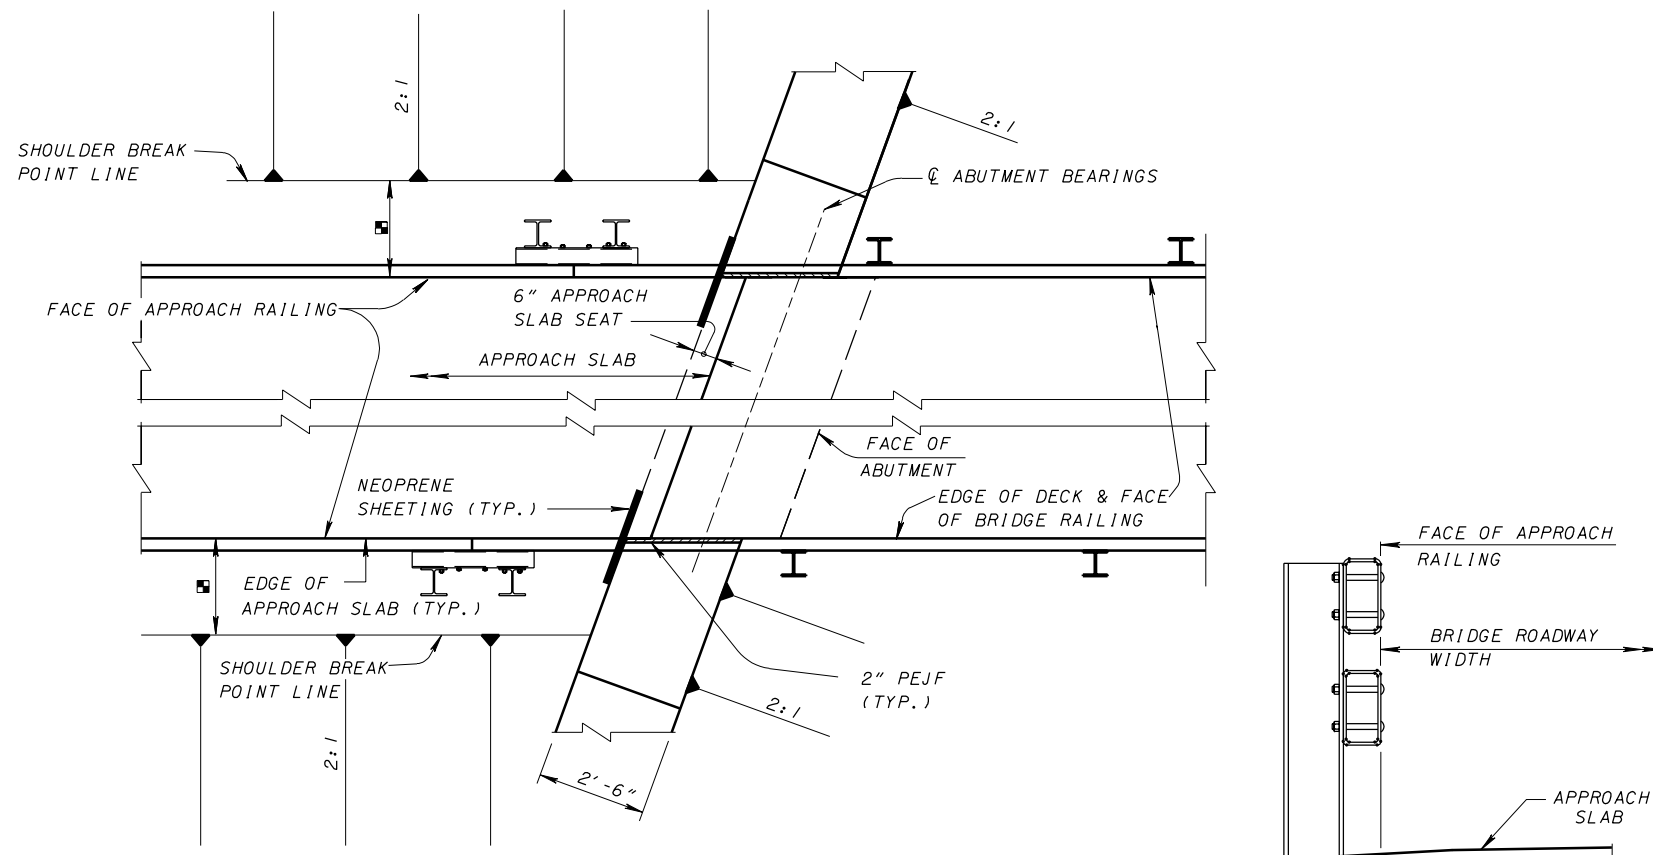 2:1
SHOULDER BREAK
POINT LINE
2:1
℄ ABUTMENT BEARINGS
6" APPROACH
SLAB SEAT
FACE OF APPROACH RAILING
APPROACH SLAB
FACE OF
ABUTMENT
NEOPRENE
SHEETING (TYP.)
EDGE OF DECK & FACE
OF BRIDGE RAILING
EDGE OF
APPROACH SLAB (TYP.)
SHOULDER BREAK
POINT LINE
2" PEJF
(TYP.)
2:1
2:1
2'-6"
FACE OF APPROACH
RAILING
BRIDGE ROADWAY
WIDTH
APPROACH
SLAB